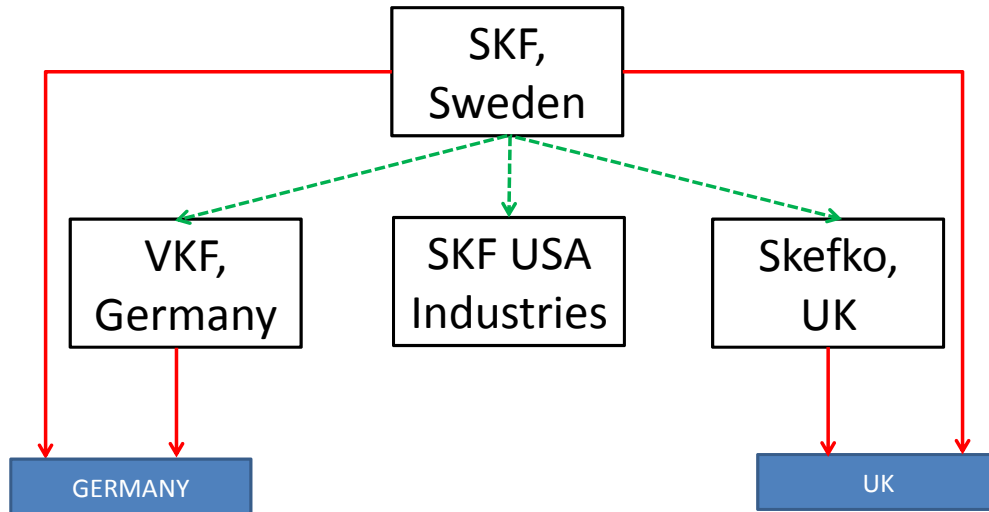 SKF,
Sweden
VKF,
Germany
SKF USA
Industries
Skefko,
UK
GERMANY
UK